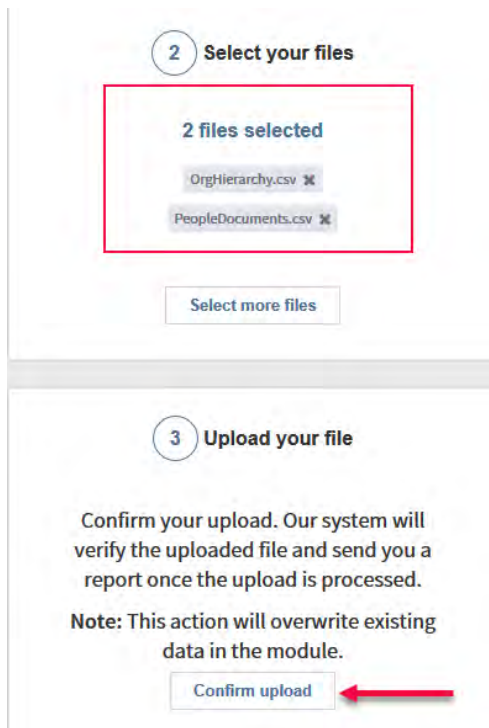 2 Select your files
2 files selected
OrgHierarchy.csv ✖
PeopleDocuments.csv ✖
Select more files
3 Upload your file
Confirm your upload. Our system will
verify the uploaded file and send you a
report once the upload is processed.
Note: This action will overwrite existing
data in the module.
Confirm upload